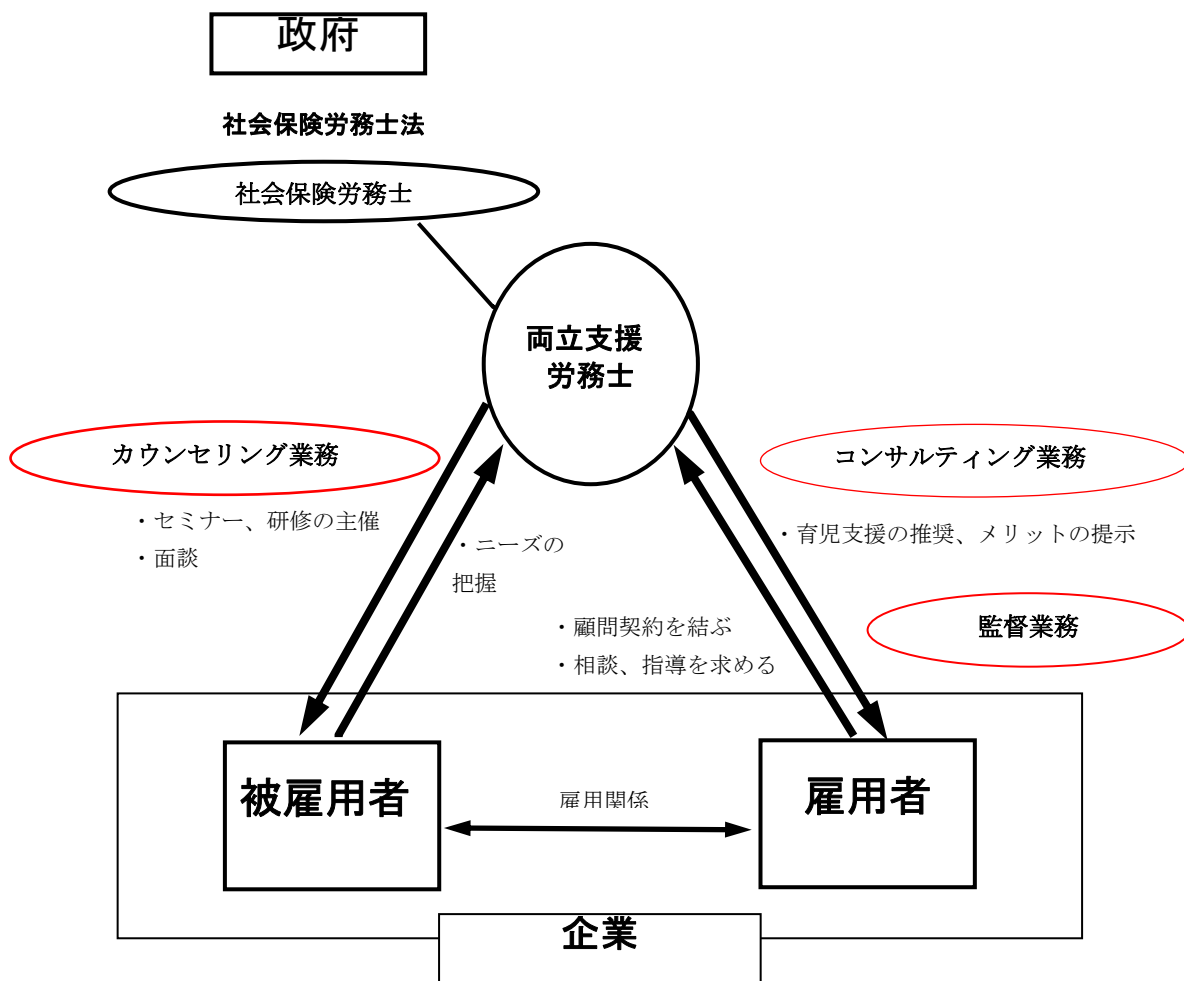 政府
社会保険労務士法
社会保険労務士
両立支援
労務士
カウンセリング業務
・セミナー、研修の主催
・面談
・ニーズの
把握
コンサルティング業務
・育児支援の推奨、メリットの提示
監督業務
・顧問契約を結ぶ
・相談、指導を求める
被雇用者
雇用関係
雇用者
企業